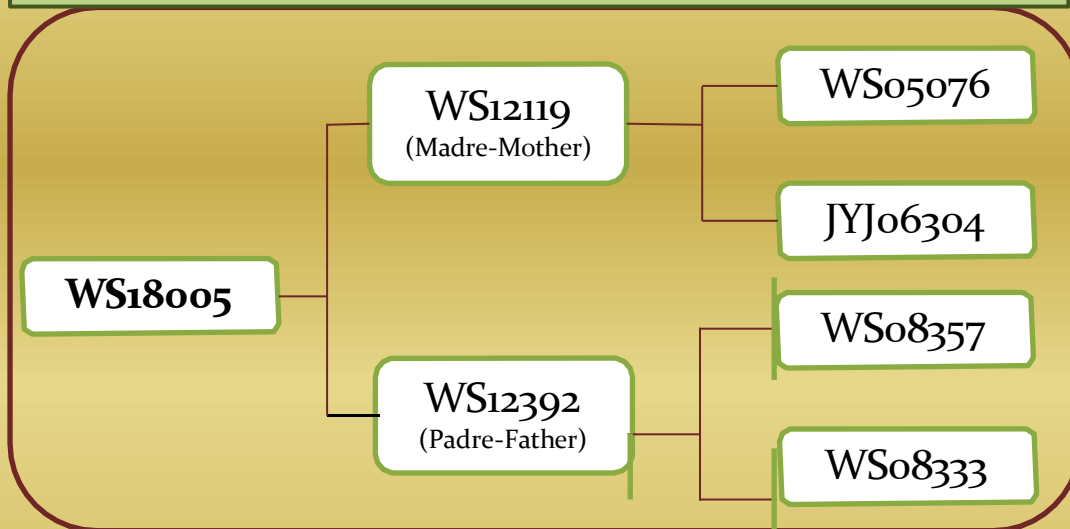 WS05076
WS12119
(Madre-Mother)
JYJ06304
WS18005
WS08357
WS12392
(Padre-Father)
WS08333